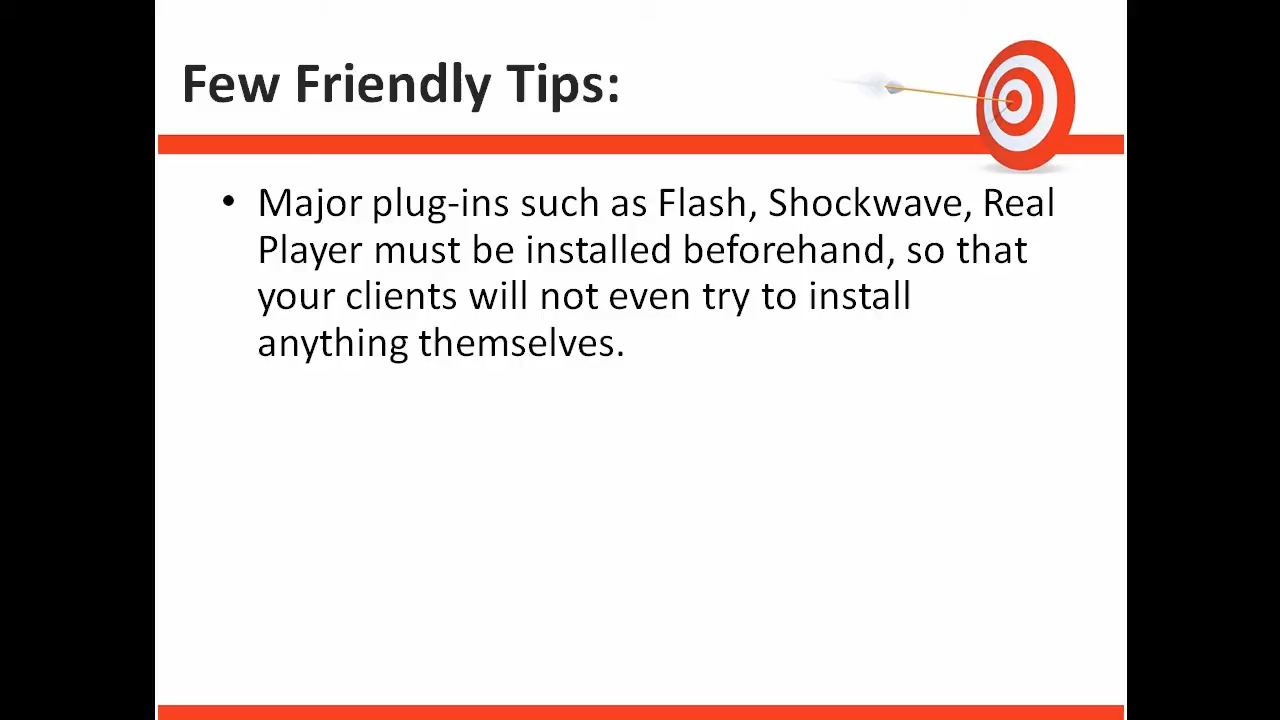 Few Friendly Tips:
• Major plug-ins such as Flash, Shockwave, Real
Player must be installed beforehand, so that
your clients will not even try to install
anything themselves.